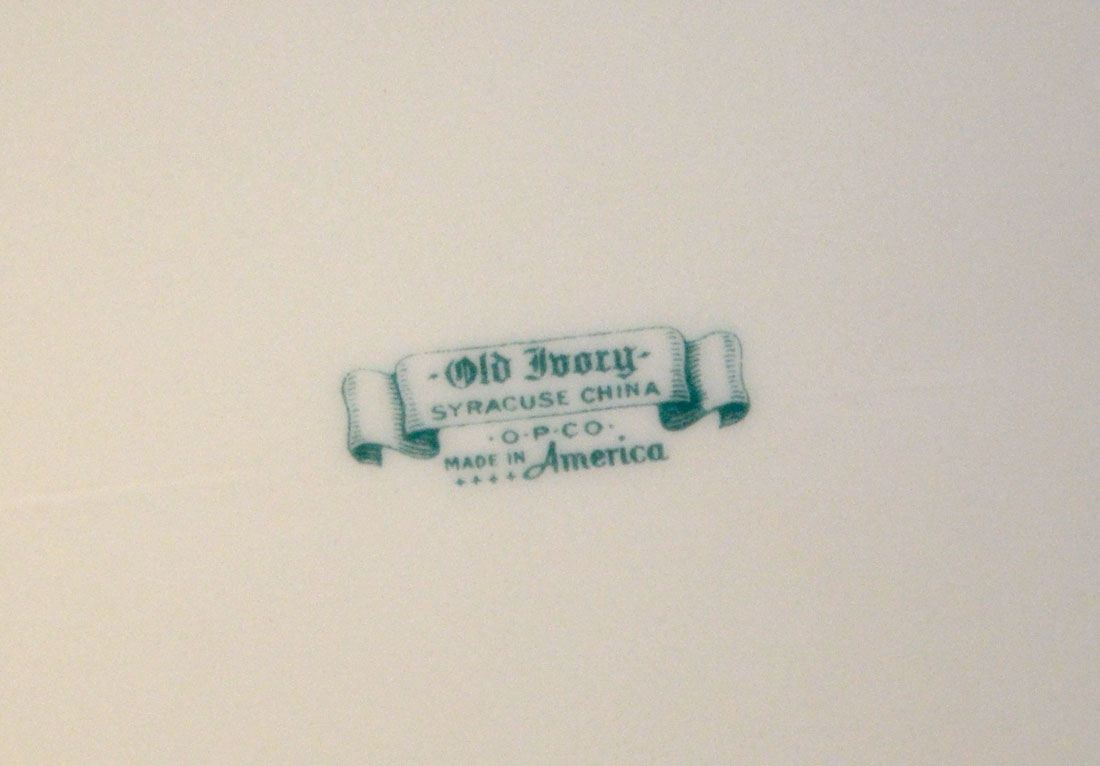 -Old Ivory-
SYRACUSE CHINA
·O·P·CO·
MADE IN America
++++